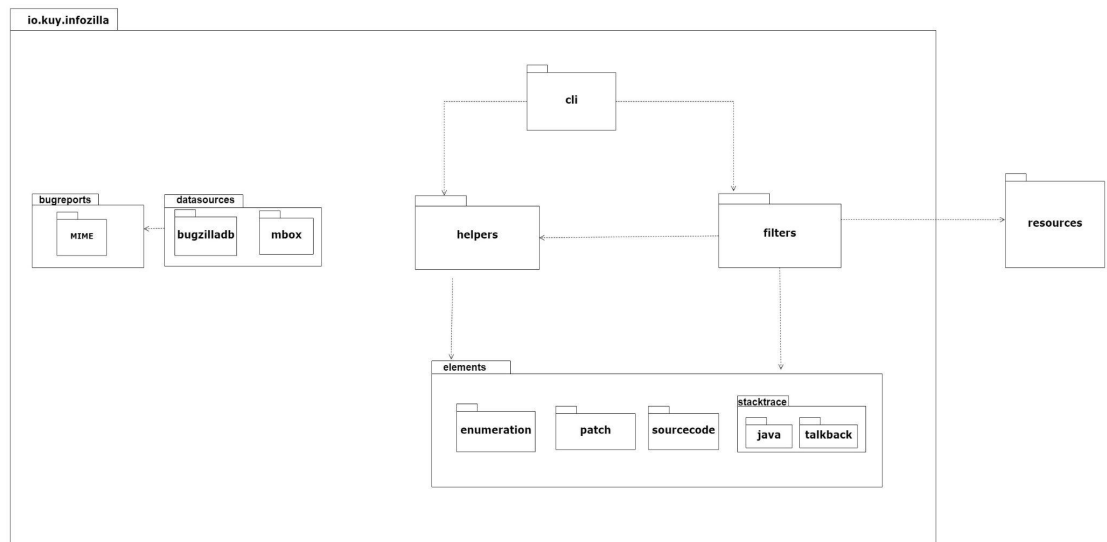 io.kuy.infozilla
cli
bugreports
datasources
MIME
bugzilladb
mbox
helpers
filters
resources
elements
enumeration
patch
sourcecode
stacktrace
java
talkback